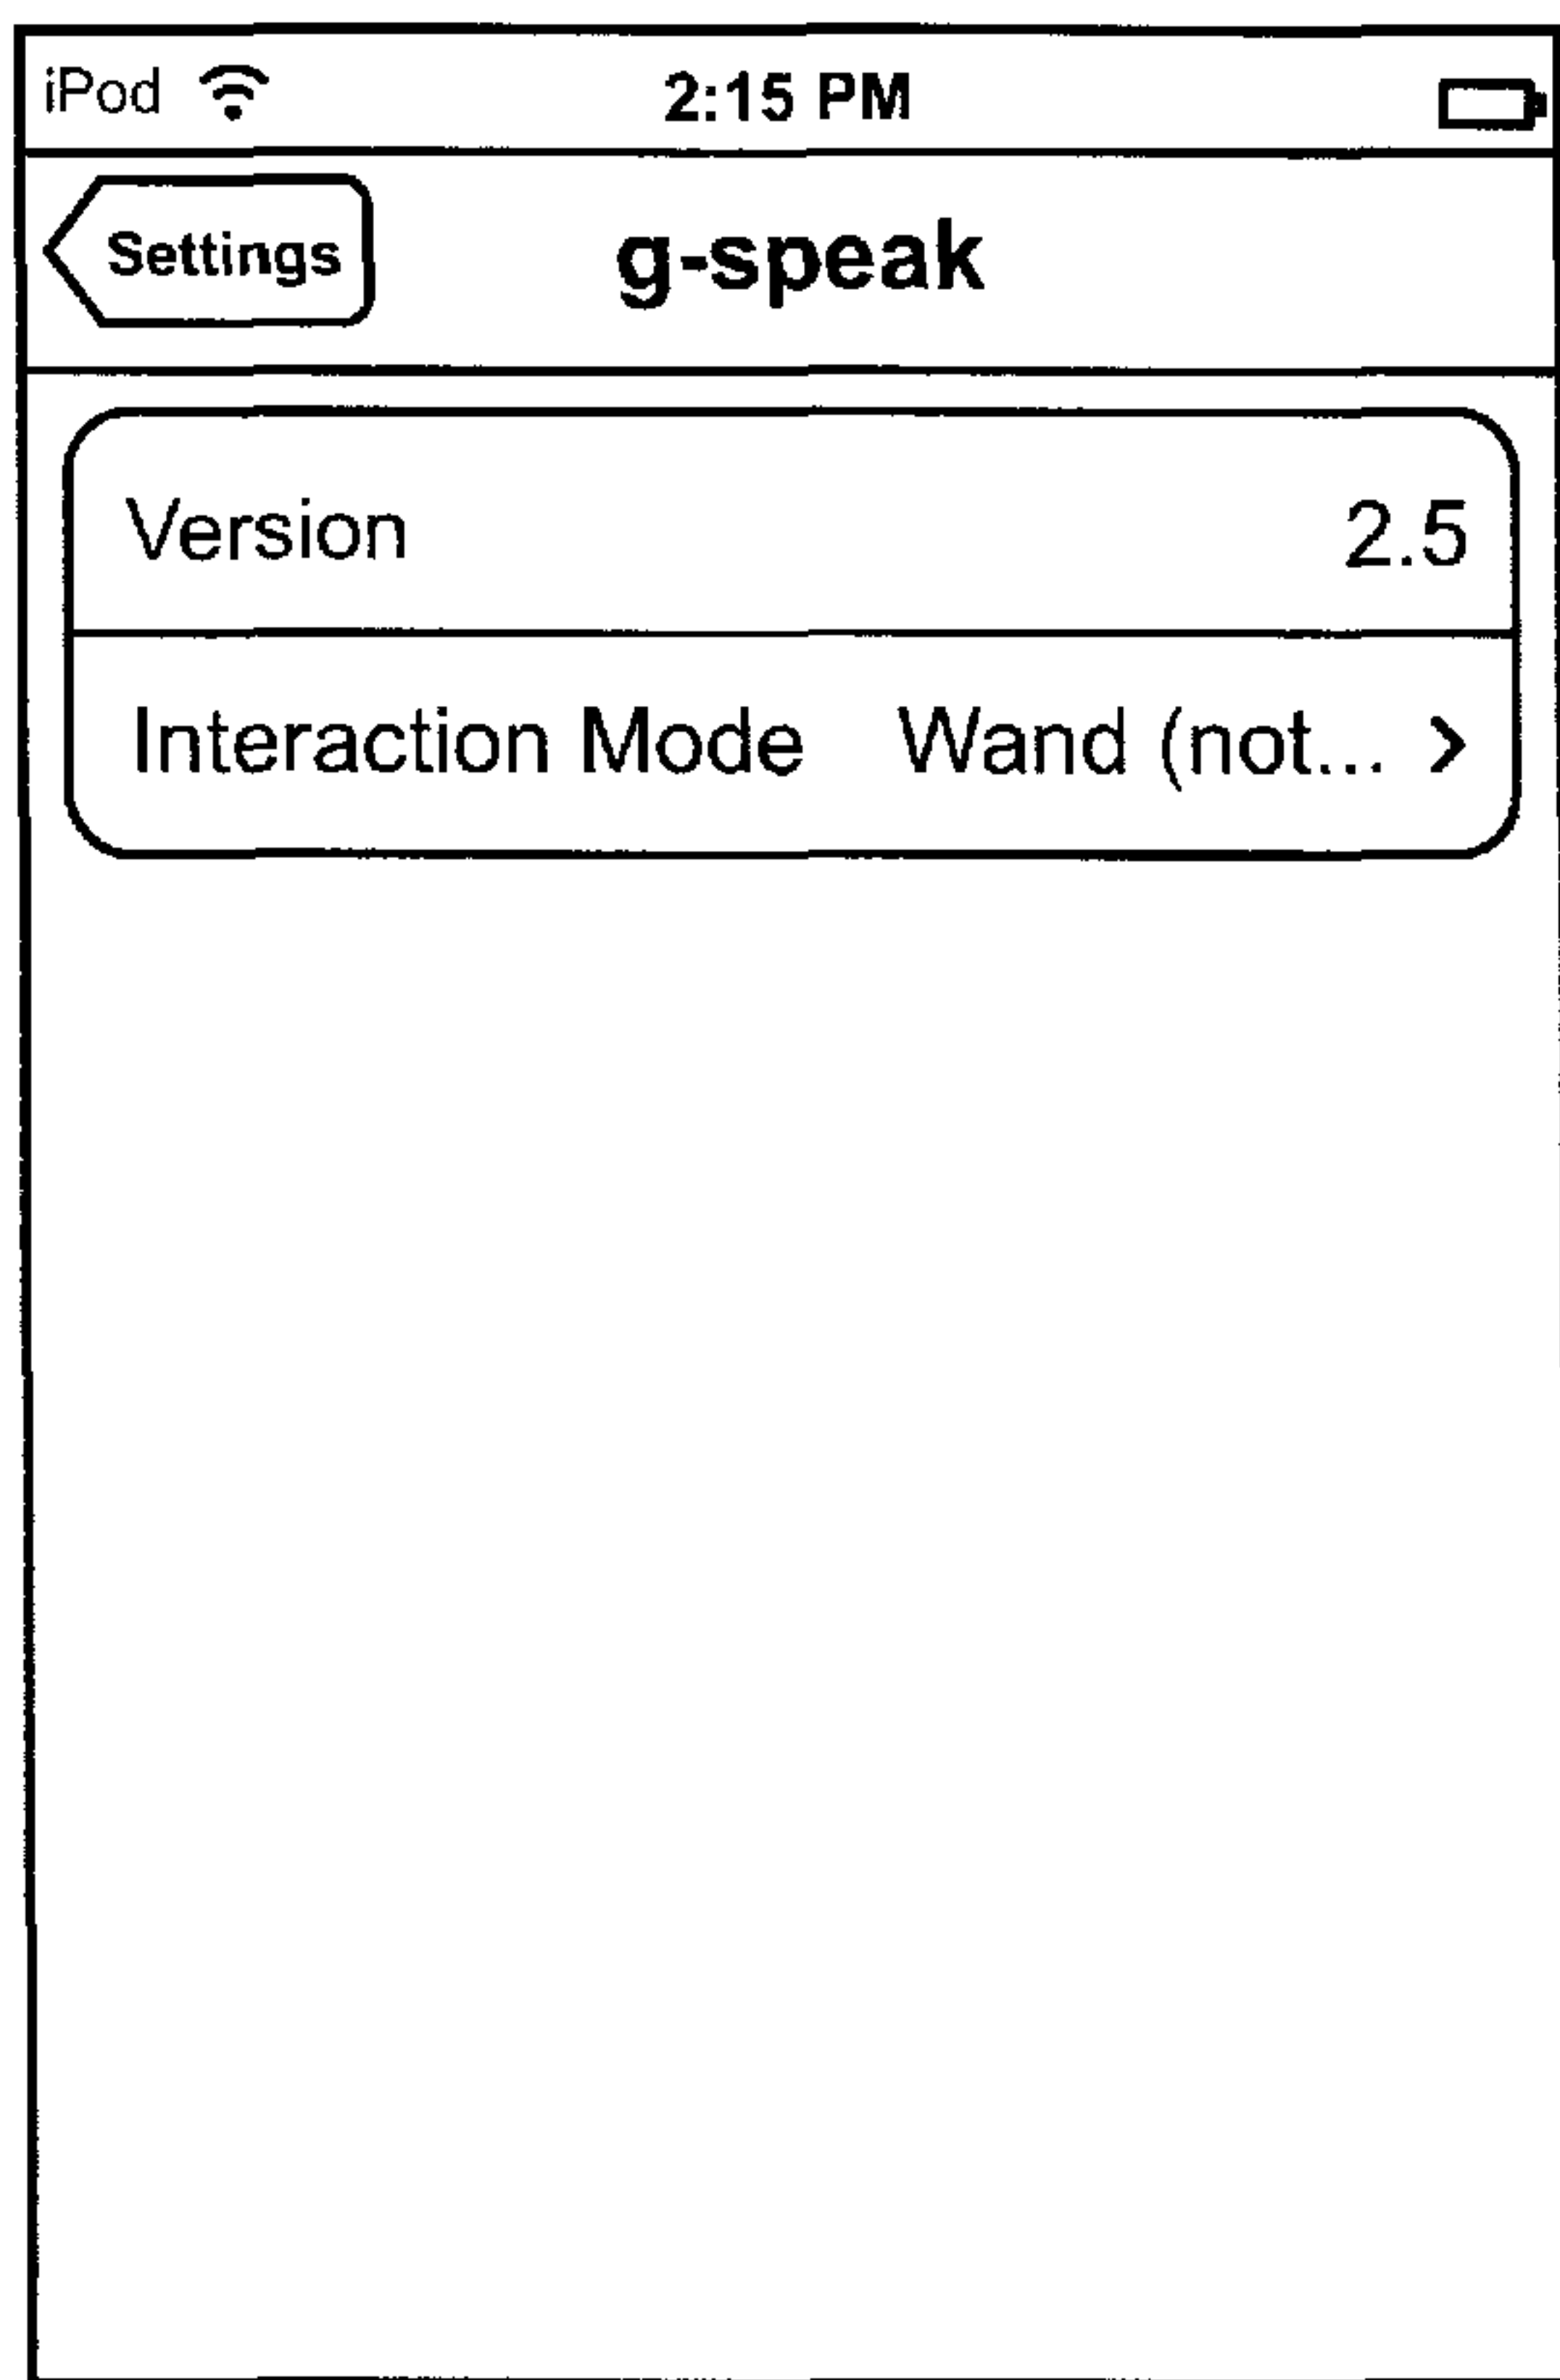 iPod 2:15 PM
Settings g-speak
Version 2.5
Interaction Mode Wand (not...